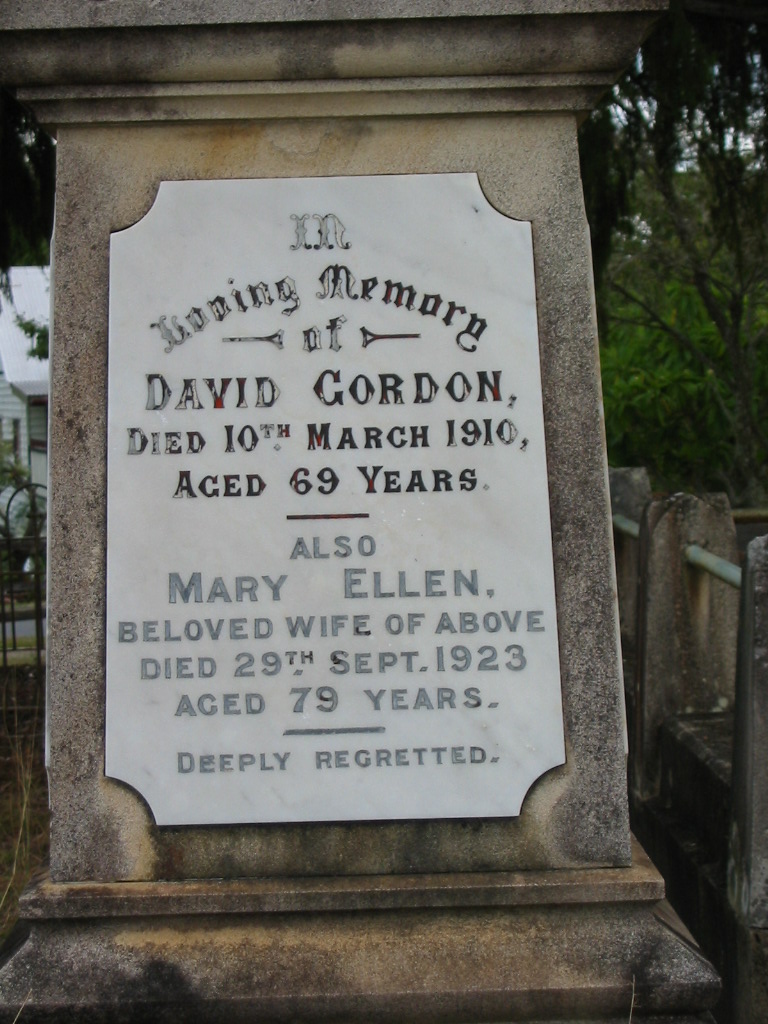 In
Loving Memory
of
DAVID GORDON,
DIED 10TH MARCH 1910,
AGED 69 YEARS.
ALSO
MARY ELLEN,
BELOVED WIFE OF ABOVE
DIED 29TH SEPT. 1923
AGED 79 YEARS.
DEEPLY REGRETTED.